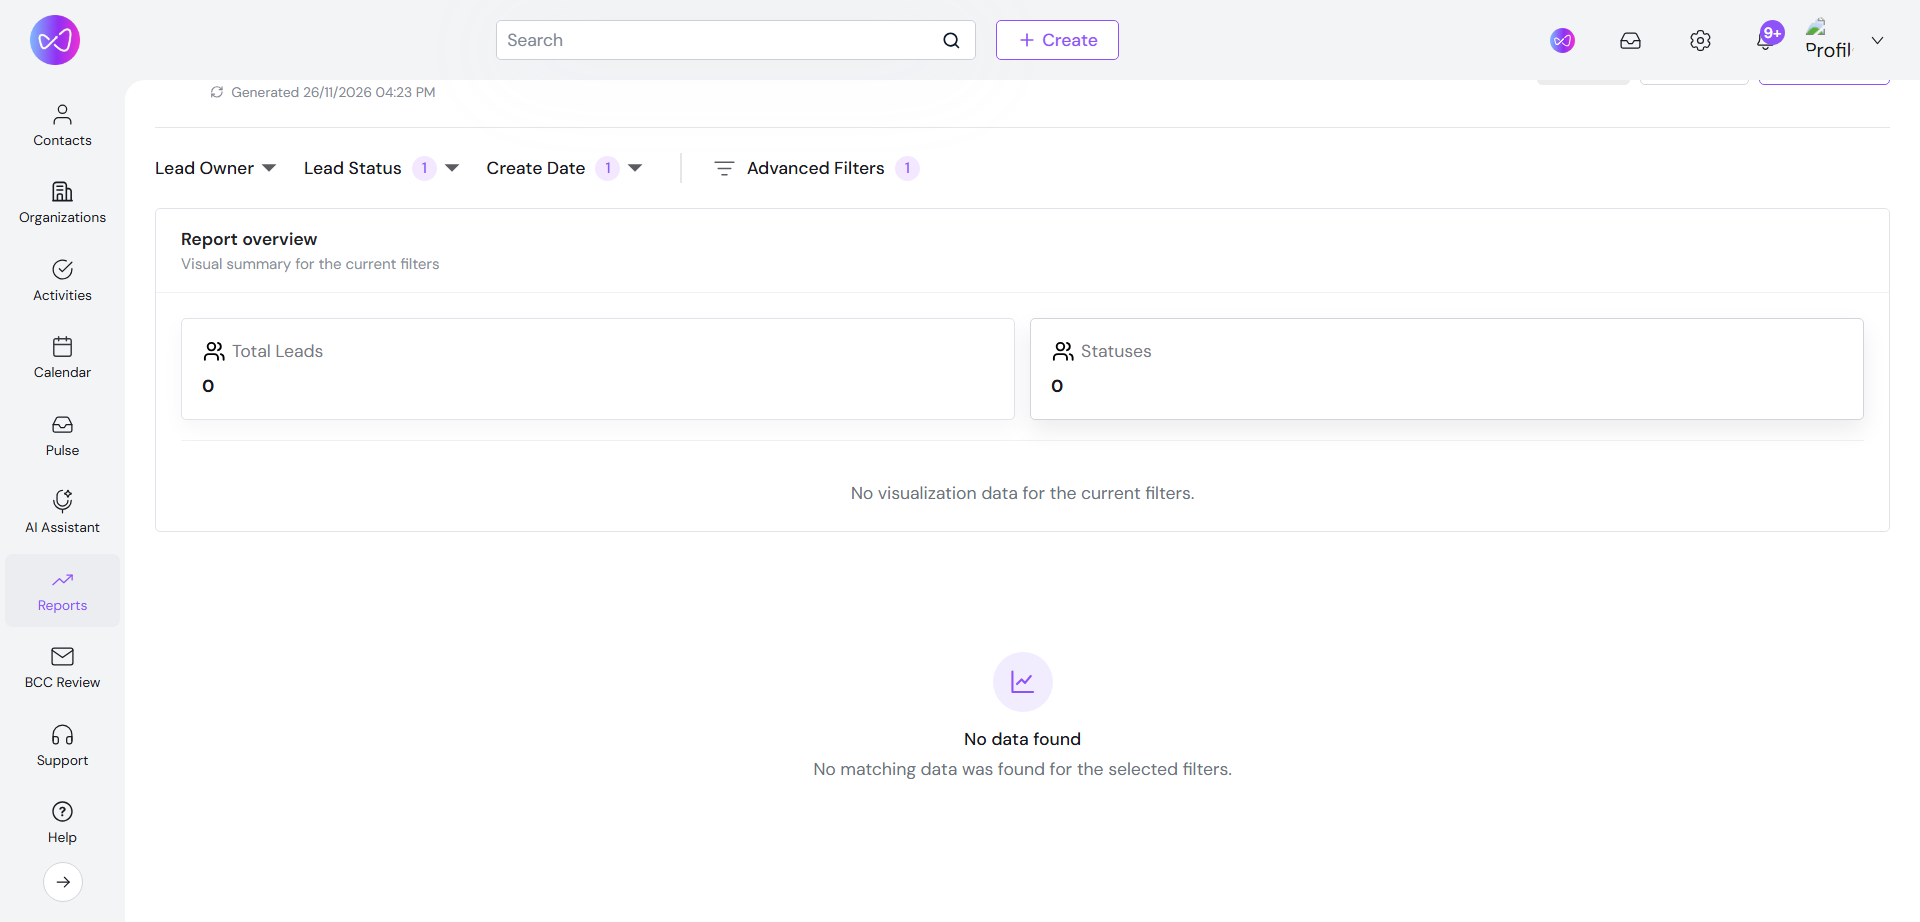 Search
Create
9+
Profil
Generated 26/11/2026 04:23 PM
Contacts
Organizations
Activities
Calendar
Pulse
AI Assistant
Reports
BCC Review
Support
Help
Lead Owner
Lead Status 1
Create Date 1
Advanced Filters 1
Report overview
Visual summary for the current filters
Total Leads
0
Statuses
0
No visualization data for the current filters.
No data found
No matching data was found for the selected filters.